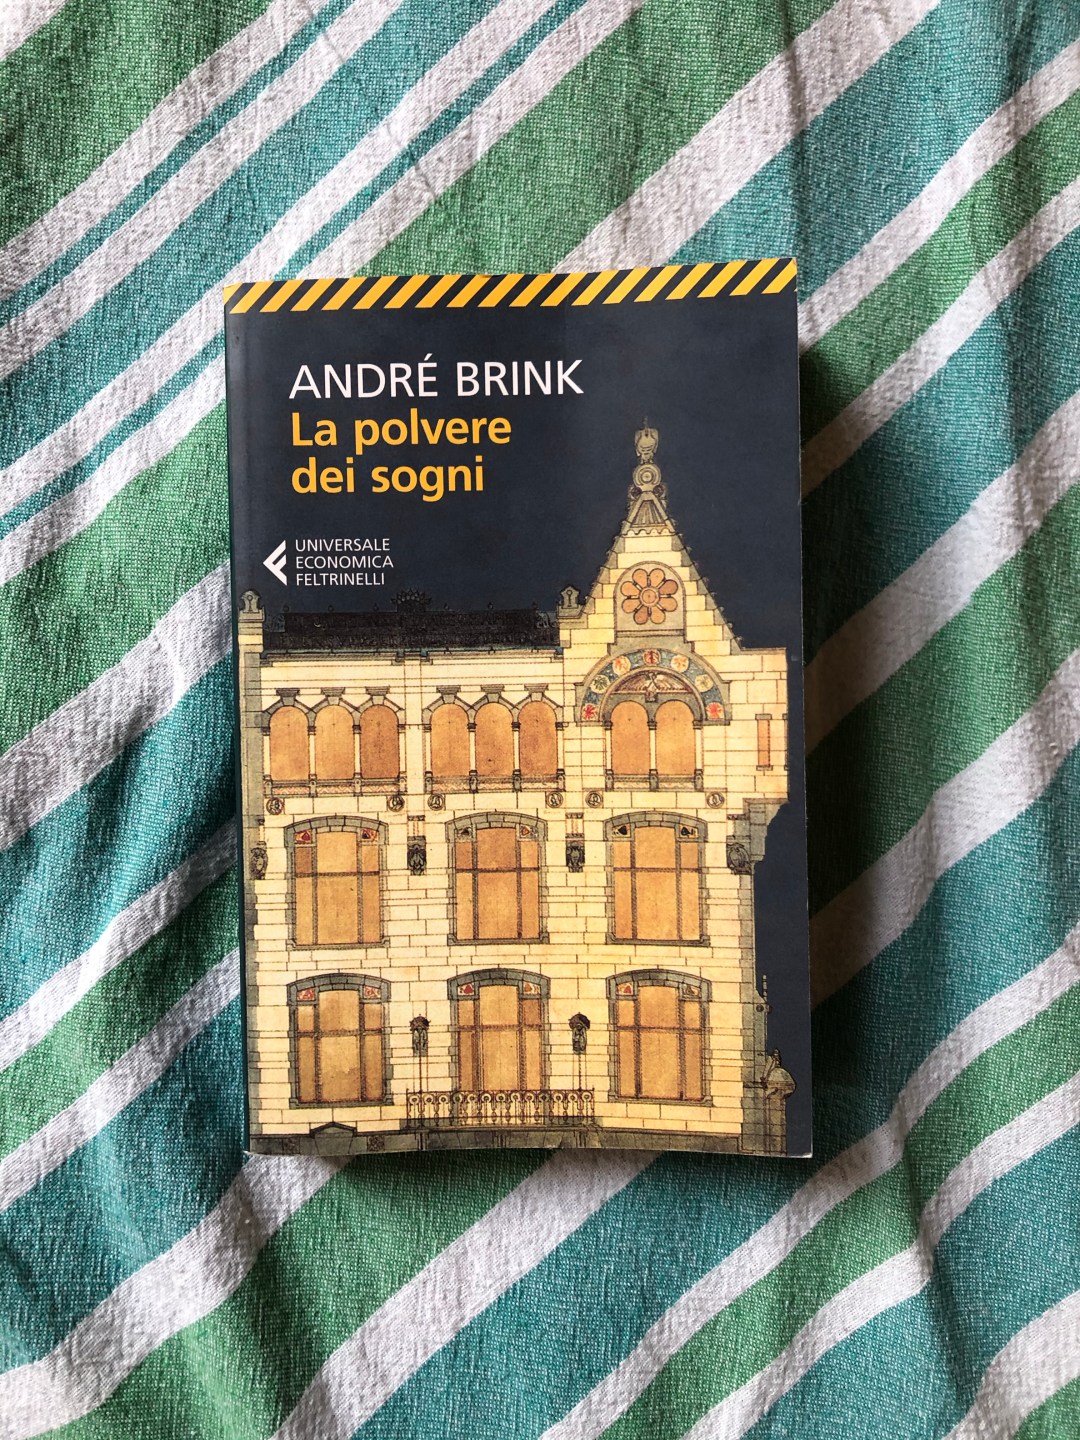 ANDRÉ BRINK
La polvere
dei sogni
UNIVERSALE
ECONOMICA
FELTRINELLI